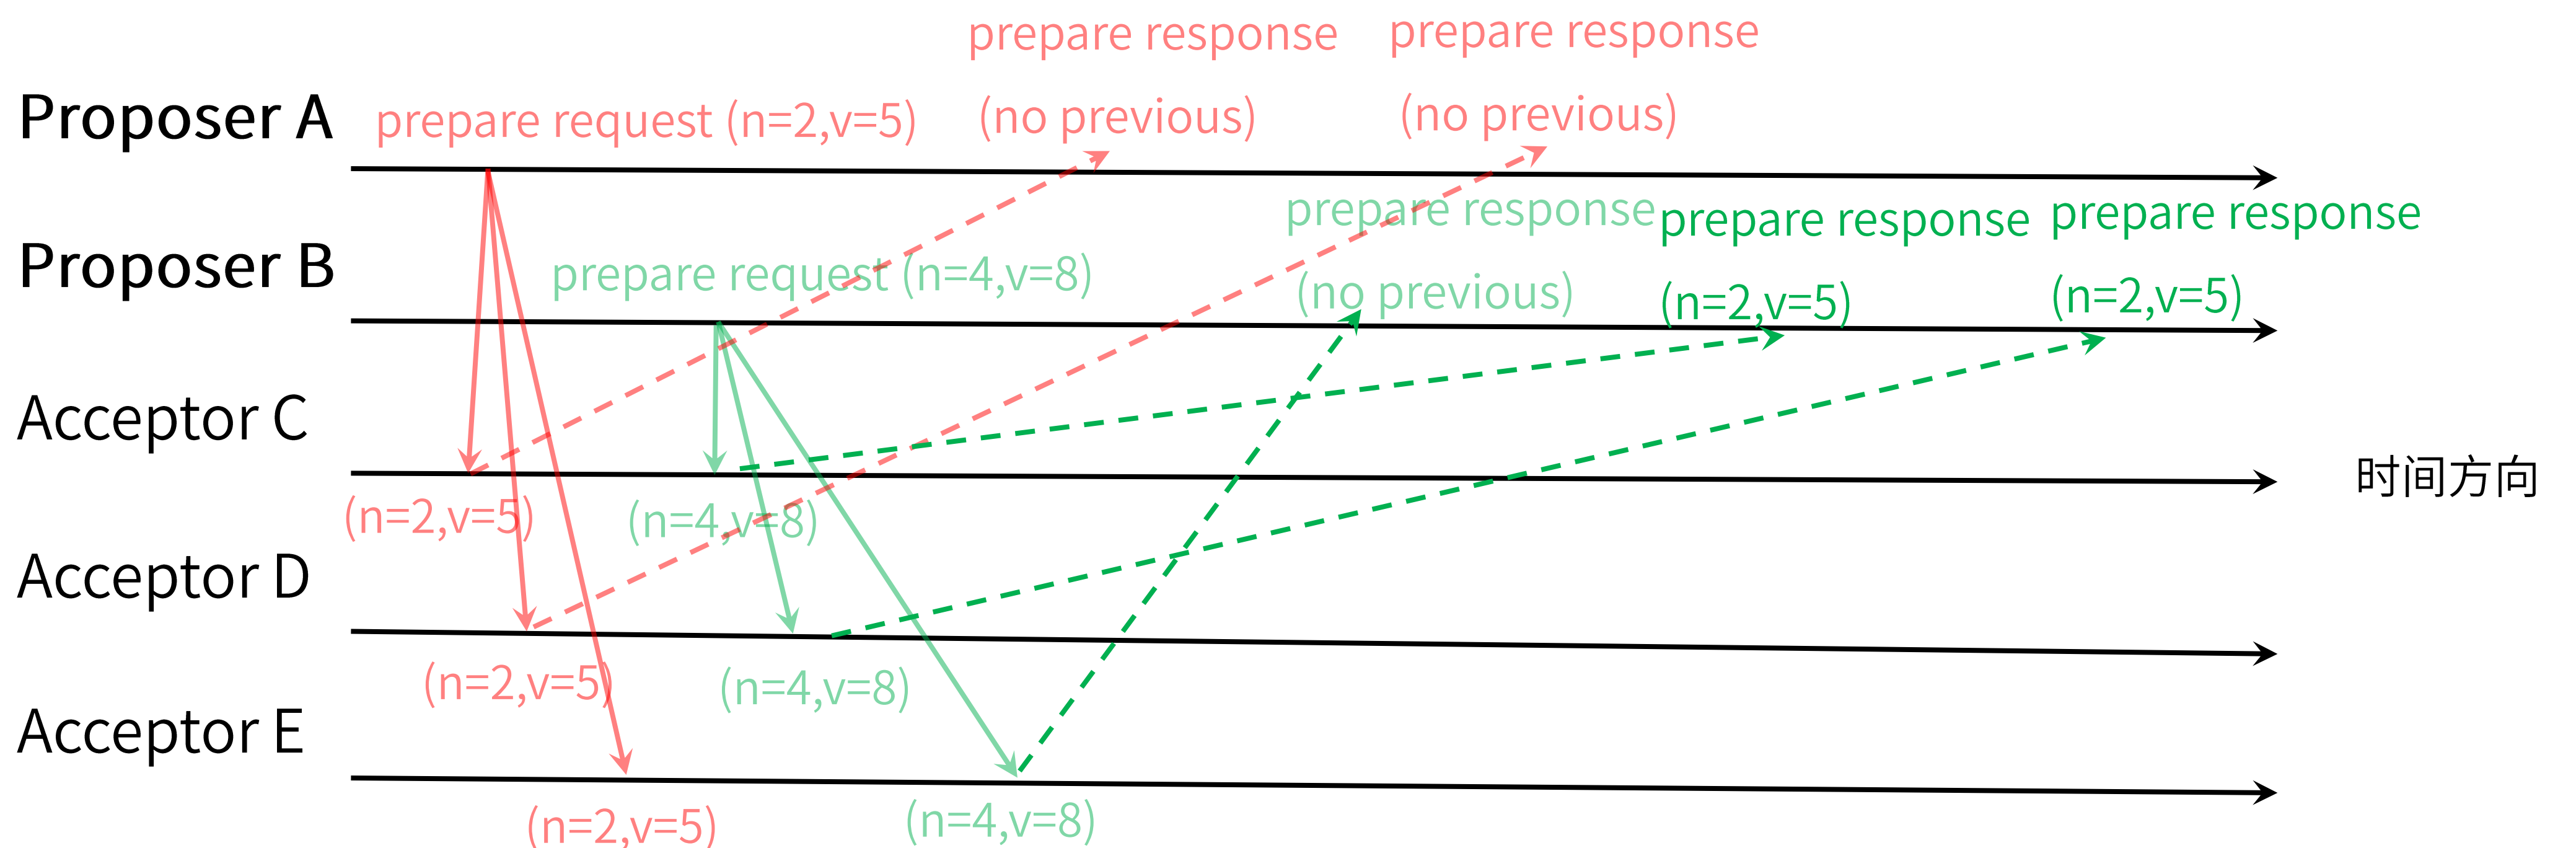 prepare response
prepare response
Proposer A
prepare request (n=2,v=5)
(no previous)
(no previous)
prepare response
prepare response
prepare response
Proposer B
prepare request (n=4,v=8)
(no previous)
(n=2,v=5)
(n=2,v=5)
Acceptor C
时间方向
(n=2,v=5)
(n=4,v=8)
Acceptor D
(n=2,v=5)
(n=4,v=8)
Acceptor E
(n=2,v=5)
(n=4,v=8)